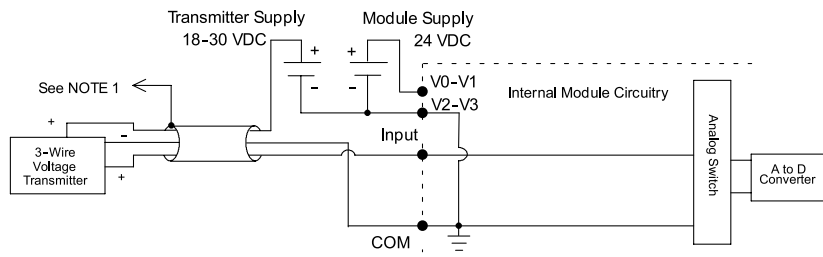 Transmitter Supply
18-30 VDC
Module Supply
24 VDC
+
-
+
-
V0-V1
V2-V3
See NOTE 1
Internal Module Circuitry
Input
+
-
+
3-Wire
Voltage
Transmitter
COM
Analog Switch
A to D
Converter